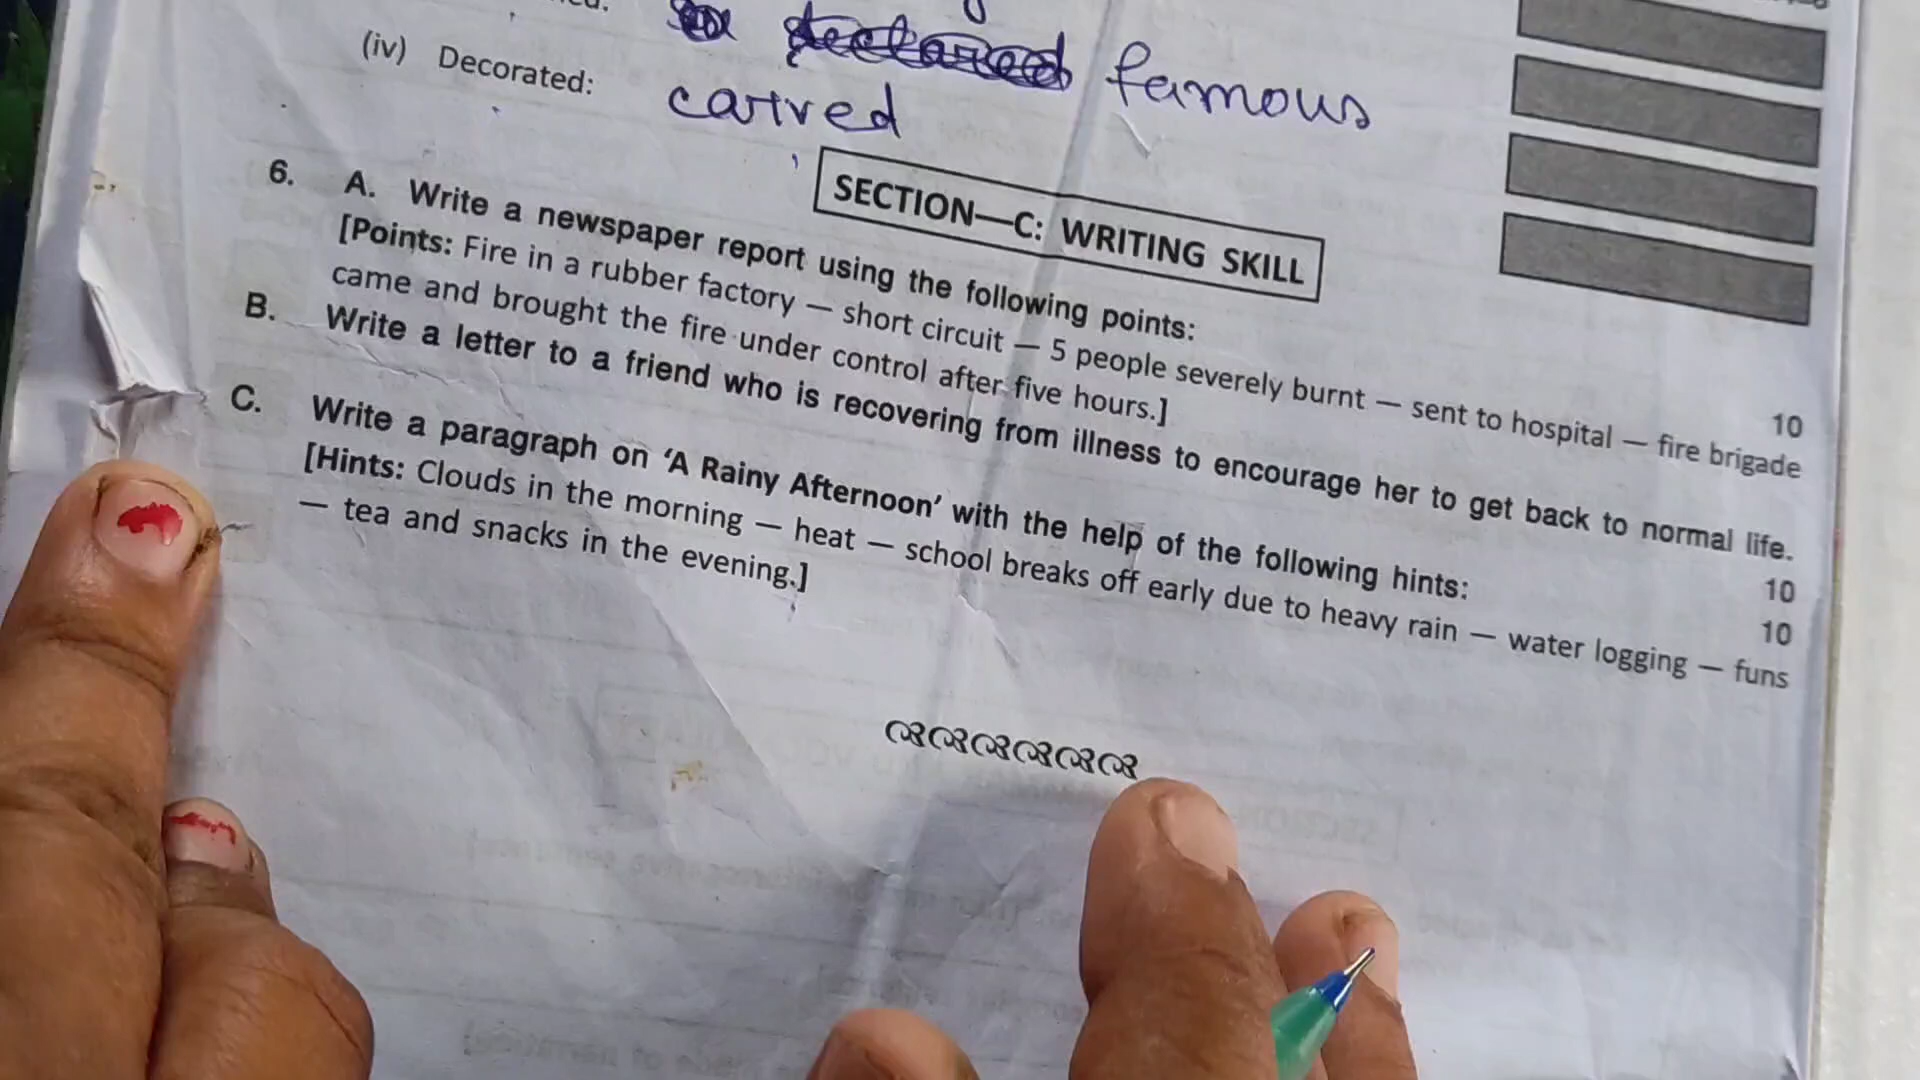 famous
(iv) Decorated: carved
SECTION—C: WRITING SKILL
6. A. Write a newspaper report using the following points: 10
[Points: Fire in a rubber factory — short circuit — 5 people severely burnt — sent to hospital — fire brigade
came and brought the fire under control after five hours.]
B. Write a letter to a friend who is recovering from illness to encourage her to get back to normal life. 10
C. Write a paragraph on ‘A Rainy Afternoon’ with the help of the following hints: 10
[Hints: Clouds in the morning — heat — school breaks off early due to heavy rain — water logging — funs
— tea and snacks in the evening.]